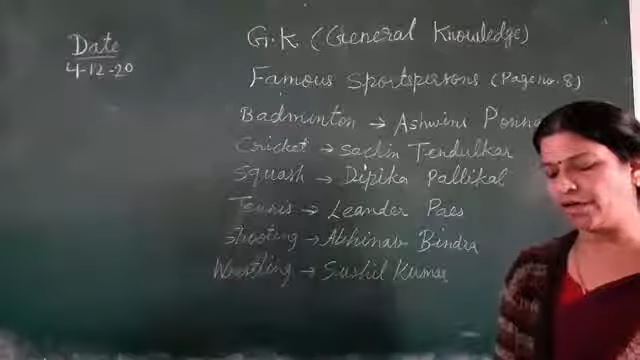 Date
4-12-20
G.K. (General Knowledge)
Famous Sportspersons (Page no. 8)
Badminton → Ashwini
Cricket → Sachin Tendulkar
Squash → Dipika Pallikal
Tennis → Leander Paes
Shooting → Abhinav Bindra
Wrestling → Sushil Kumar